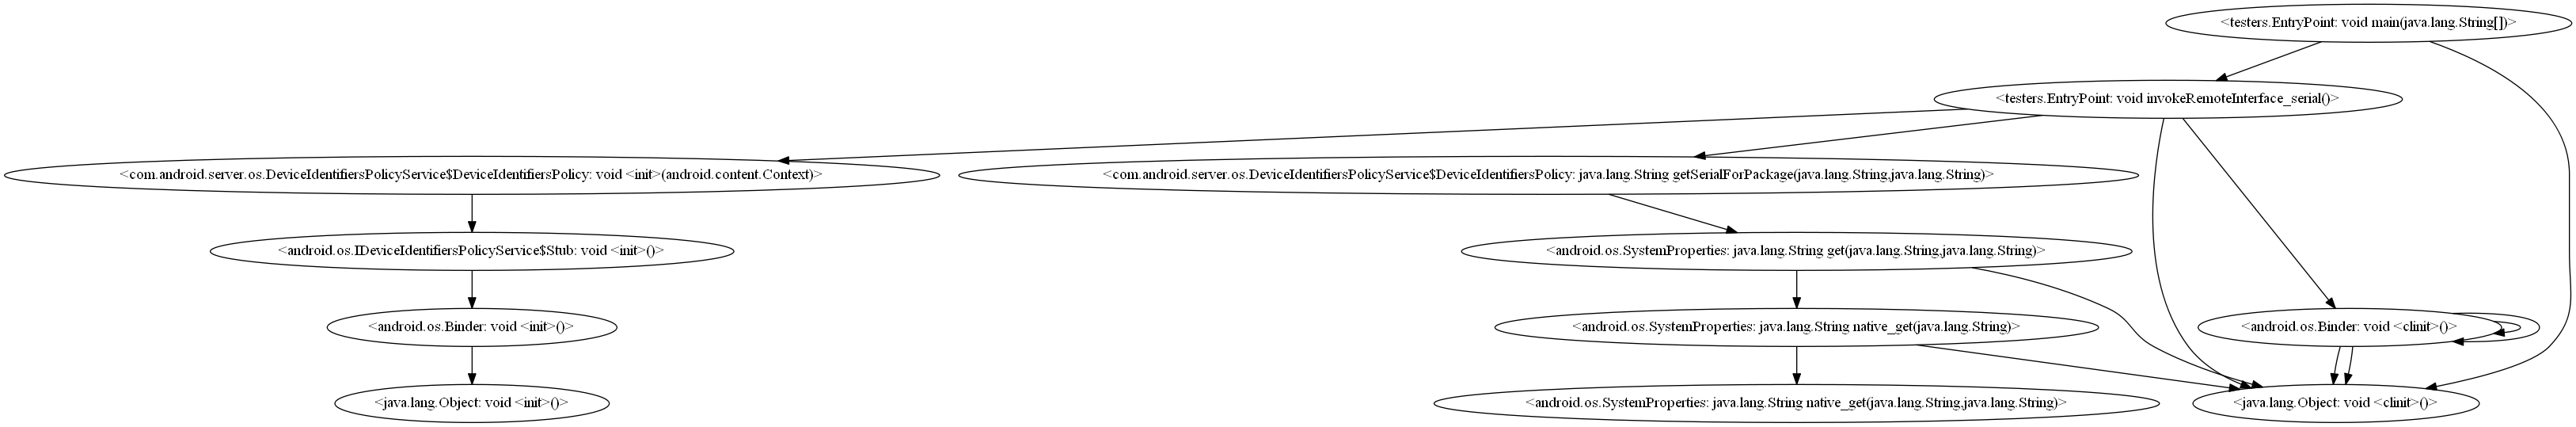 <testers.EntryPoint: void main(java.lang.String[])>
<testers.EntryPoint: void invokeRemoteInterface_serial()>
<com.android.server.os.DeviceIdentifiersPolicyService$DeviceIdentifiersPolicy: void <init>(android.content.Context)>
<com.android.server.os.DeviceIdentifiersPolicyService$DeviceIdentifiersPolicy: java.lang.String getSerialForPackage(java.lang.String,java.lang.String)>
<android.os.IDeviceIdentifiersPolicyService$Stub: void <init>()>
<android.os.SystemProperties: java.lang.String get(java.lang.String,java.lang.String)>
<android.os.Binder: void <init>()>
<android.os.SystemProperties: java.lang.String native_get(java.lang.String)>
<android.os.Binder: void <clinit>()>
<java.lang.Object: void <init>()>
<android.os.SystemProperties: java.lang.String native_get(java.lang.String,java.lang.String)>
<java.lang.Object: void <clinit>()>